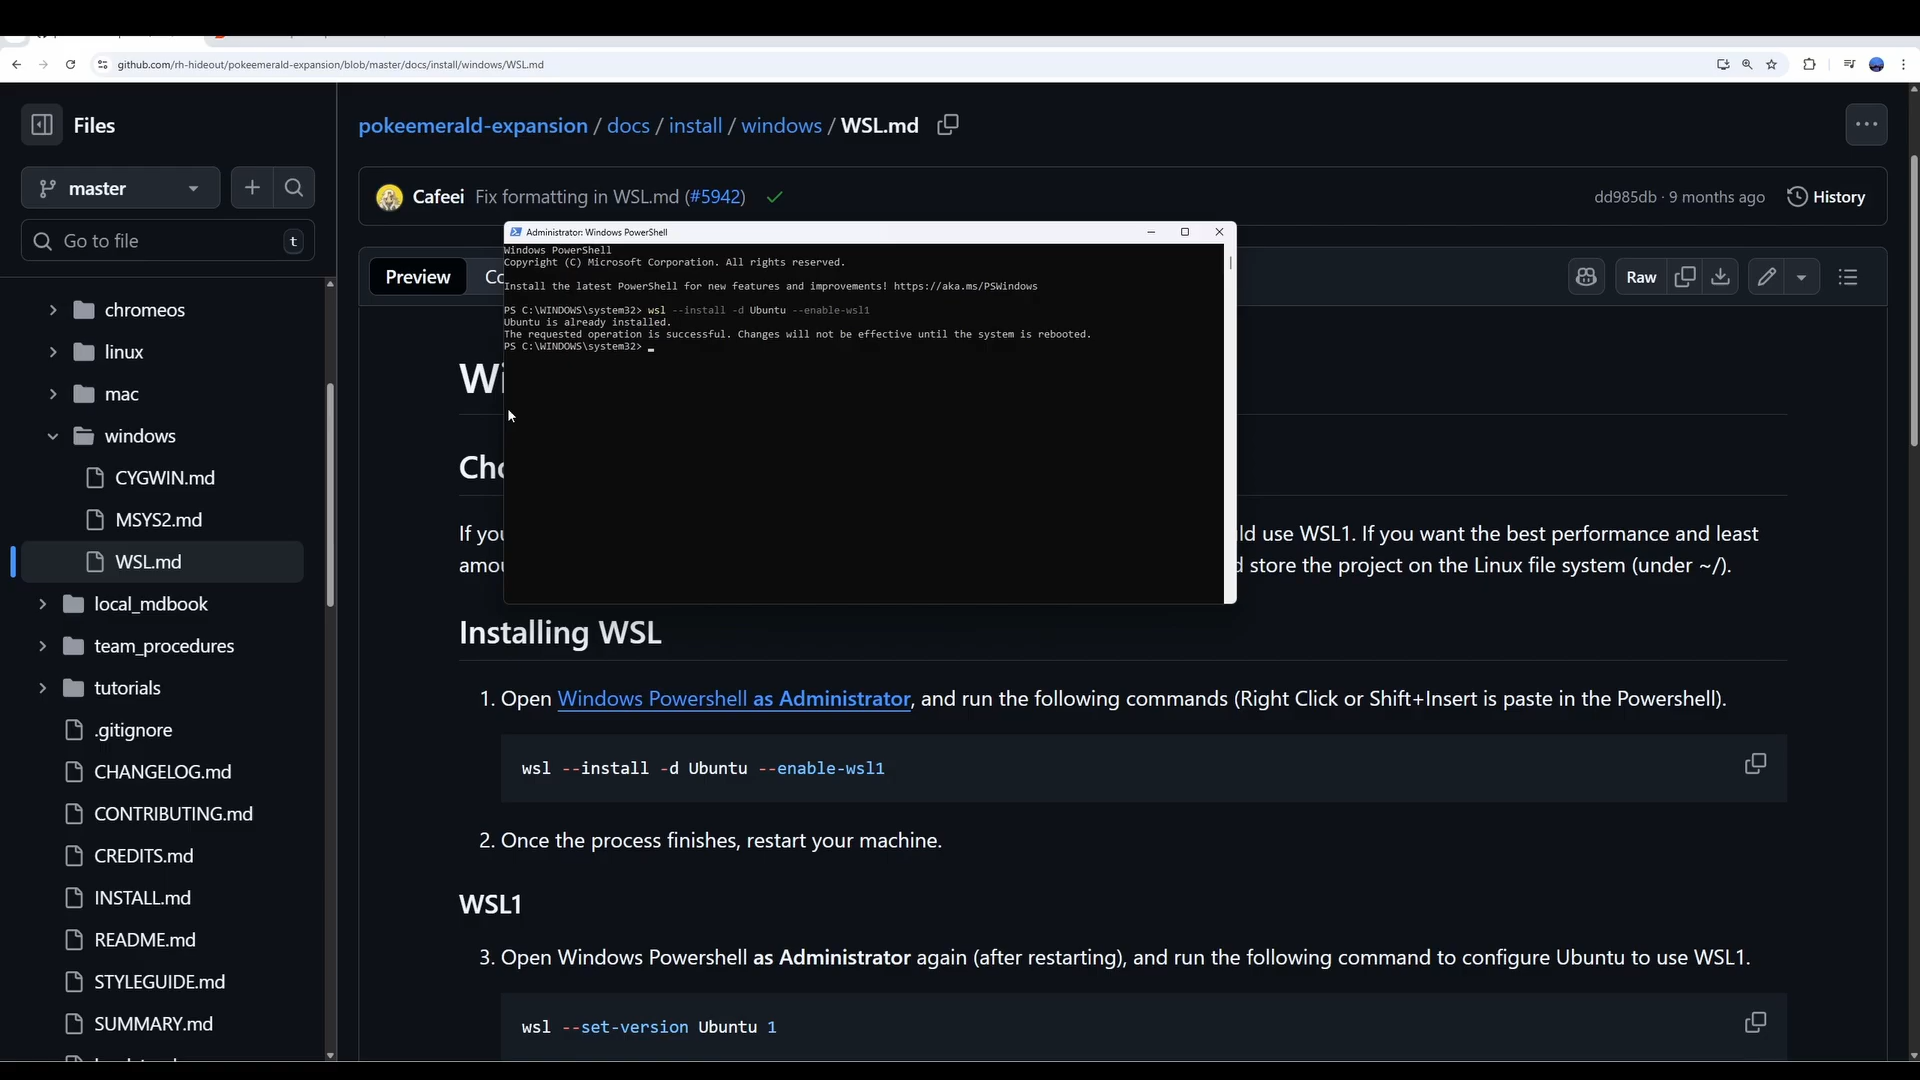 github.com/rh-hideout/pokeemerald-expansion/blob/master/docs/install/windows/WSL.md
Files
master
Go to file
t
chromeos
linux
mac
windows
CYGWIN.md
MSYS2.md
WSL.md
local_mdbook
team_procedures
tutorials
.gitignore
CHANGELOG.md
CONTRIBUTING.md
CREDITS.md
INSTALL.md
README.md
STYLEGUIDE.md
SUMMARY.md
pokeemerald-expansion / docs / install / windows / WSL.md
Cafeei Fix formatting in WSL.md (#5942)
dd985db · 9 months ago
History
Preview
Co
Raw
Administrator: Windows PowerShell
Windows PowerShell
Copyright (C) Microsoft Corporation. All rights reserved.
Install the latest PowerShell for new features and improvements! https://aka.ms/PSWindows
PS C:\WINDOWS\system32> wsl --install -d Ubuntu --enable-wsl1
Ubuntu is already installed.
The requested operation is successful. Changes will not be effective until the system is rebooted.
PS C:\WINDOWS\system32>
Wi
Cho
If you
ld use WSL1. If you want the best performance and least
amou
d store the project on the Linux file system (under ~/).
Installing WSL
1. Open Windows Powershell as Administrator, and run the following commands (Right Click or Shift+Insert is paste in the Powershell).
wsl --install -d Ubuntu --enable-wsl1
2. Once the process finishes, restart your machine.
WSL1
3. Open Windows Powershell as Administrator again (after restarting), and run the following command to configure Ubuntu to use WSL1.
wsl --set-version Ubuntu 1